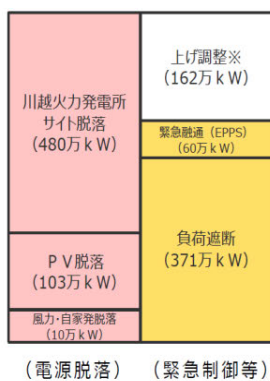 川越火力発電所
サイト脱落
(480万kW)
PV脱落
(103万kW)
風力・自家発脱落
(10万kW)
(電源脱落)
上げ調整※
(162万kW)
緊急融通（EPPS）
(60万kW)
負荷遮断
(371万kW)
(緊急制御等)